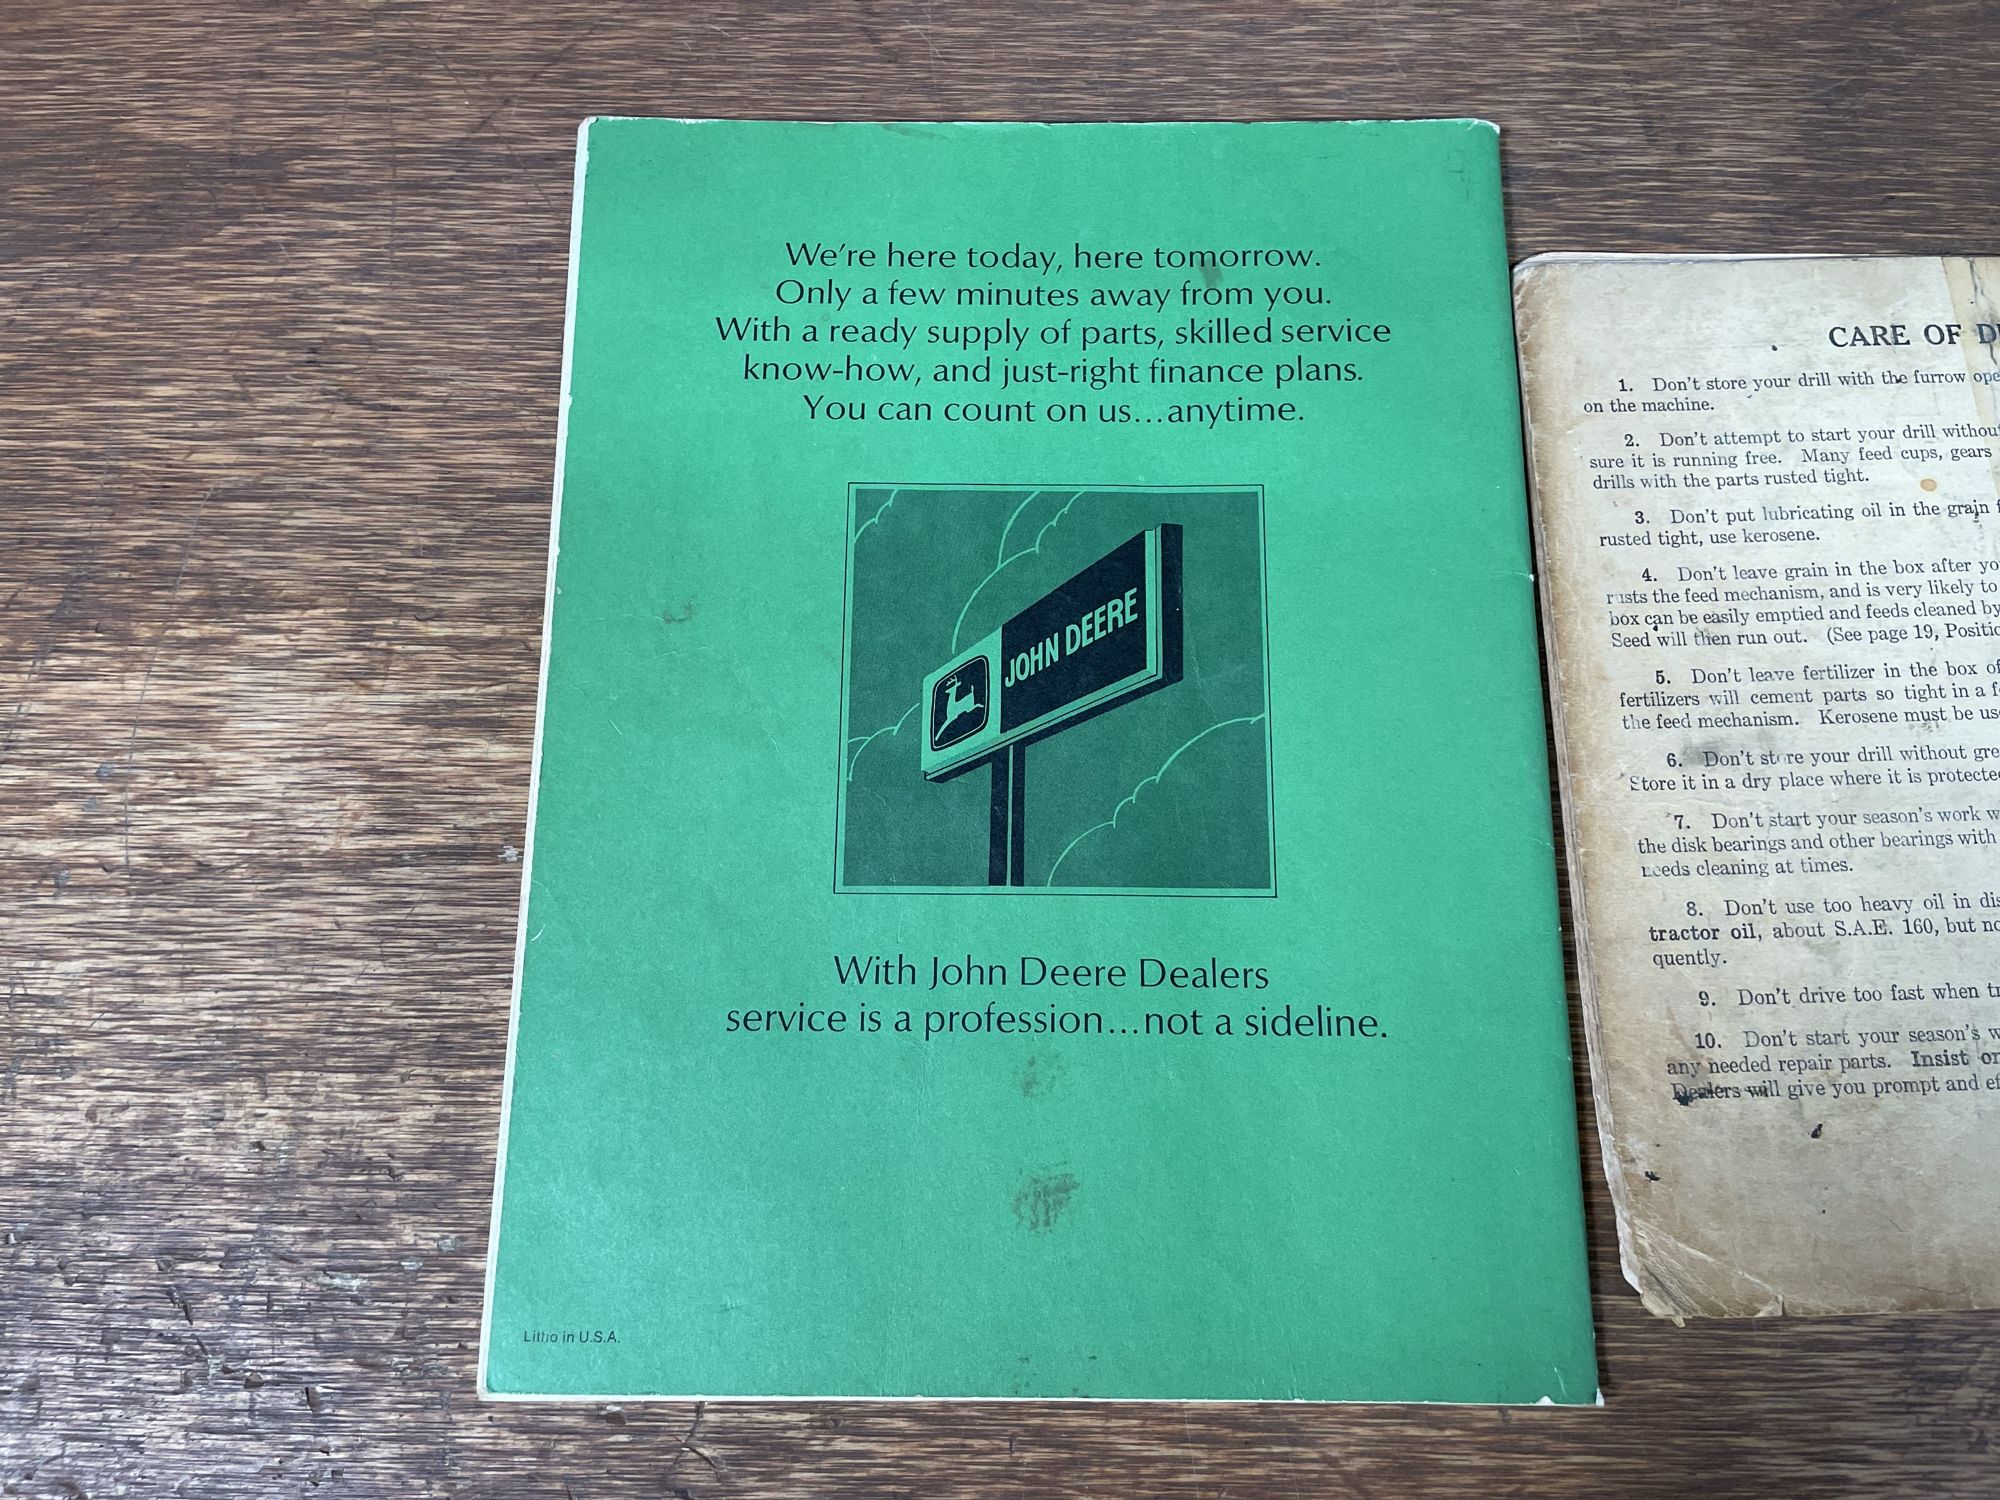 We're here today, here tomorrow.
Only a few minutes away from you.
With a ready supply of parts, skilled service
know-how, and just-right finance plans.
You can count on us...anytime.
JOHN DEERE
With John Deere Dealers
service is a profession...not a sideline.
Litho in U.S.A.
CARE OF
1. Don't store your drill with the furrow
on the machine.
2. Don't attempt to start your drill
sure it is running free. Many feed cups, gears
drills with the parts rusted tight.
3. Don't put lubricating oil in the grain
rusted tight, use kerosene.
4. Don't leave grain in the box after
rusts the feed mechanism, and is very likely to
box can be easily emptied and feeds cleaned by
Seed will then run out. (See page 19,
5. Don't leave fertilizer in the box of
fertilizers will cement parts so tight in a
the feed mechanism. Kerosene must be
6. Don't store your drill without
Store it in a dry place where it is
7. Don't start your season's work
the disk bearings and other bearings with
needs cleaning at times.
8. Don't use too heavy oil in
tractor oil, about S.A.E. 160, but
quently.
9. Don't drive too fast when
10. Don't start your season's
any needed repair parts. Insist
Dealers will give you prompt and